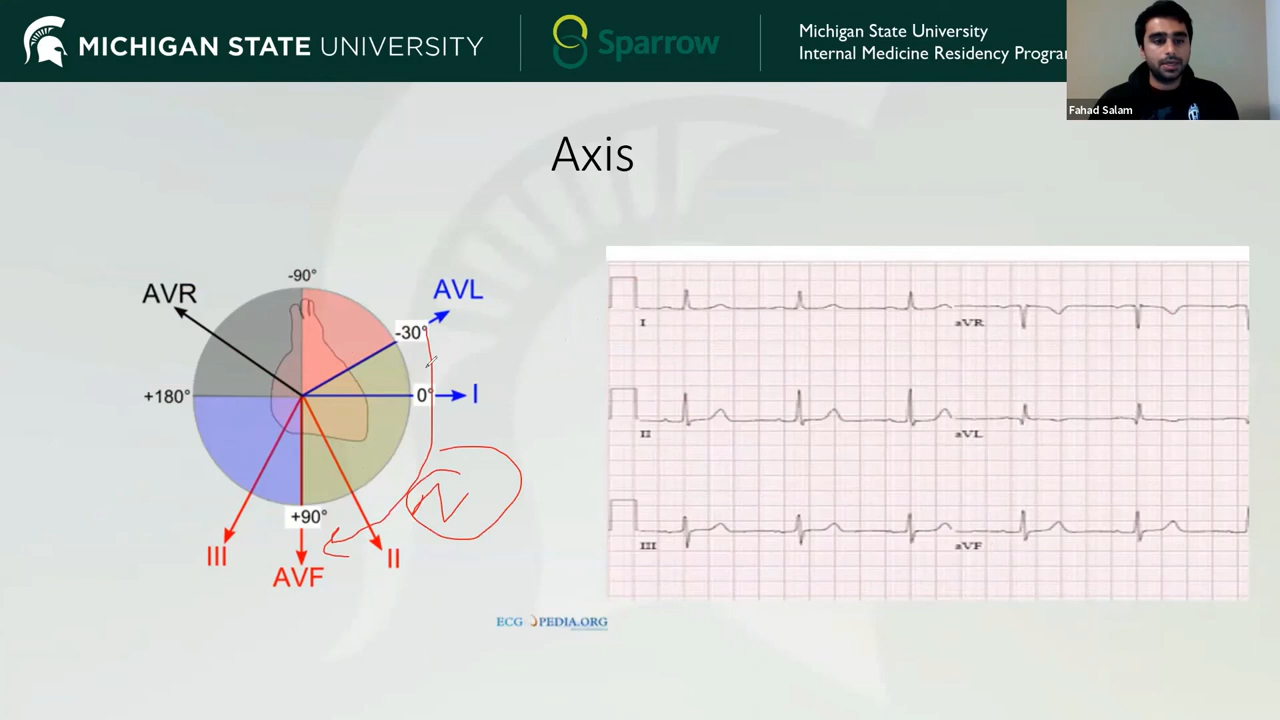 MICHIGAN STATE UNIVERSITY
Sparrow
Michigan State University
Internal Medicine Residency Program
Fahad Salam
Axis
-90°
AVR
AVL
-30°
+180°
0°
I
+90°
III
AVF
II
N
I
aVR
II
aVL
III
aVF
ECGPEDIA.ORG